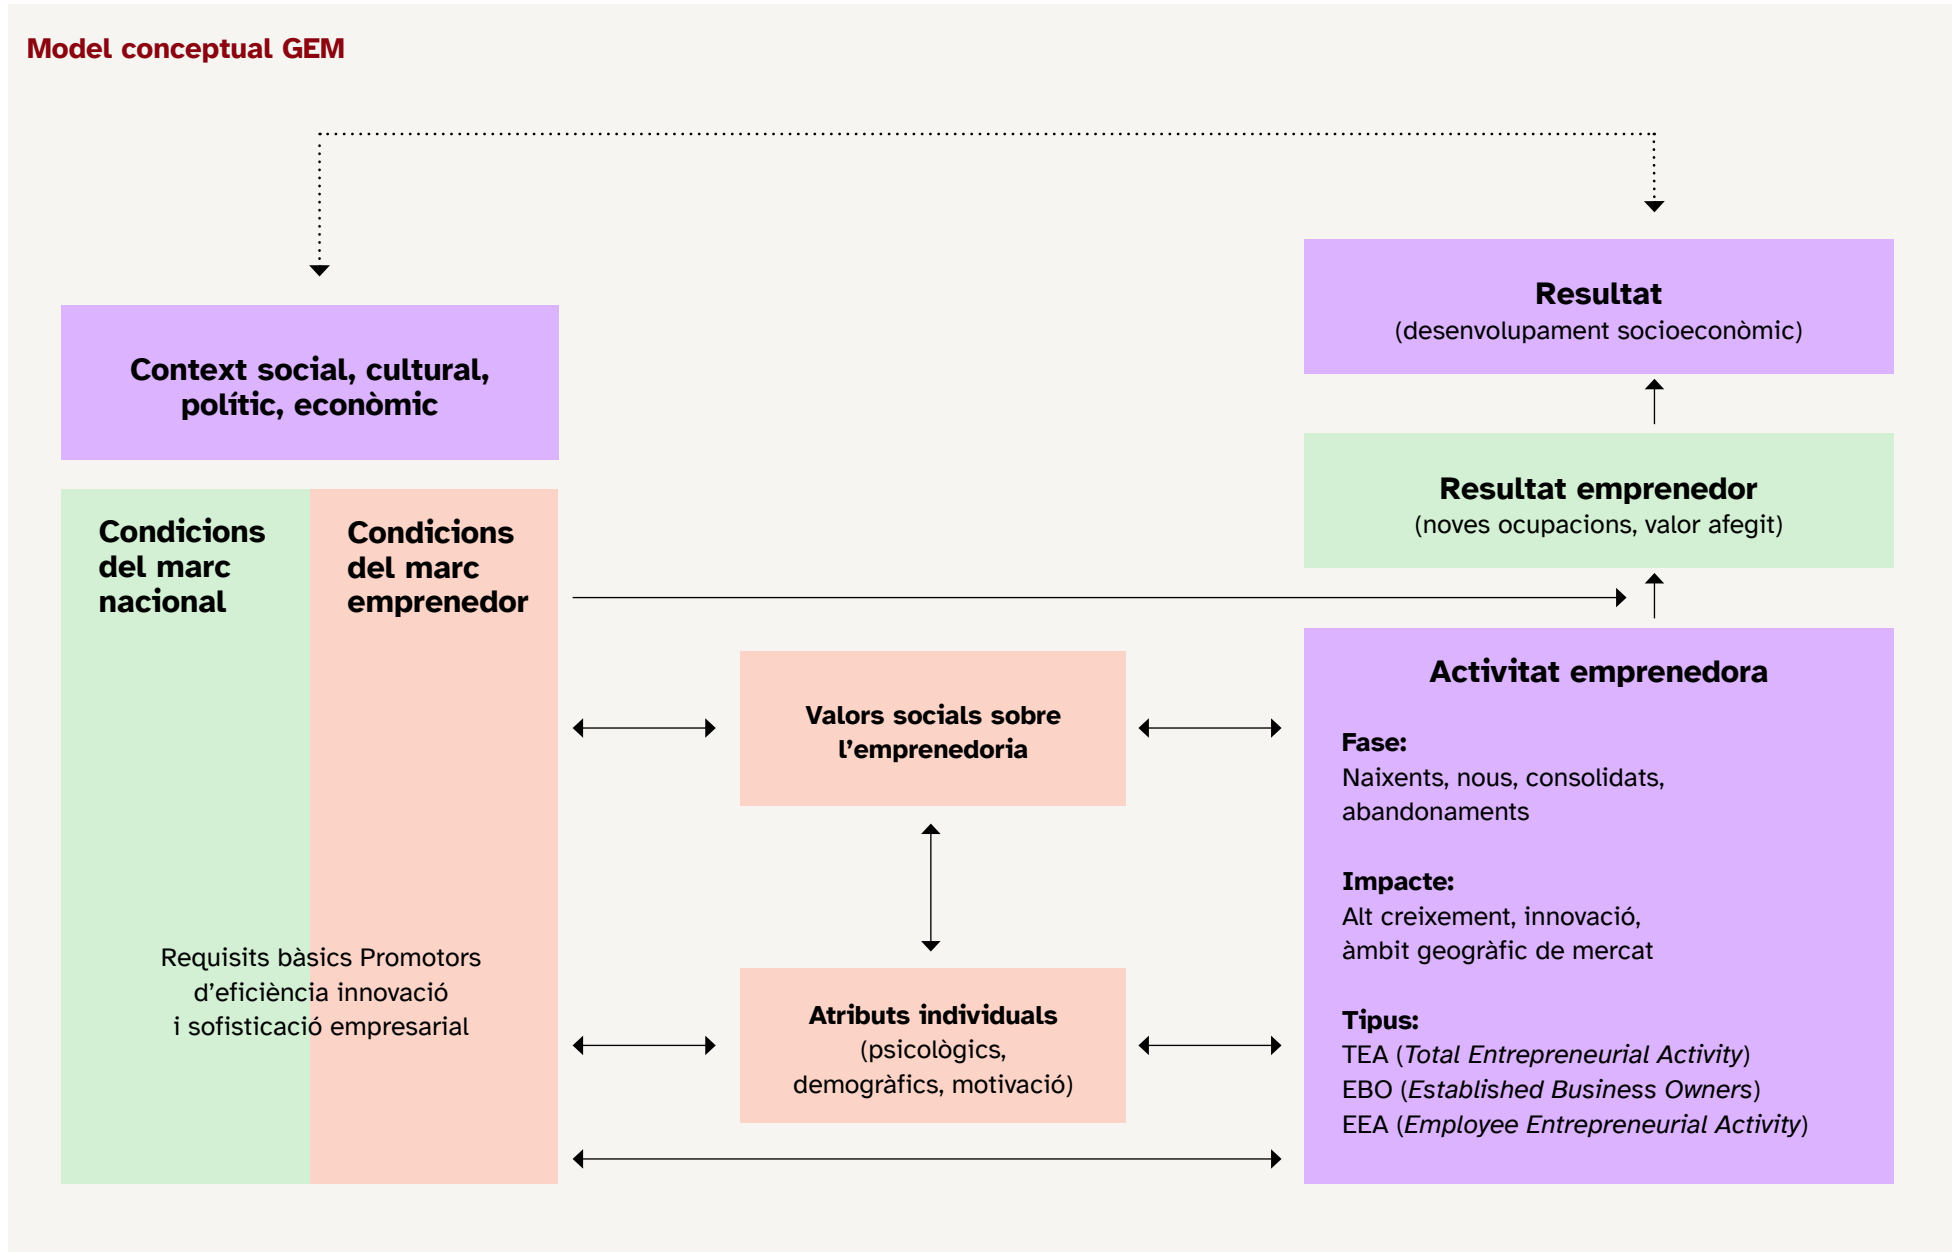 Model conceptual GEM
Context social, cultural,
polític, econòmic
Condicions
del marc
nacional
Condicions
del marc
emprenedor
Requisits bàsics Promotors
d’eficiència innovació
i sofisticació empresarial
Valors socials sobre
l’emprenedoria
Atributs individuals
(psicològics,
demogràfics, motivació)
Resultat
(desenvolupament socioeconòmic)
Resultat emprenedor
(noves ocupacions, valor afegit)
Activitat emprenedora
Fase:
Naixents, nous, consolidats,
abandonaments
Impacte:
Alt creixement, innovació,
àmbit geogràfic de mercat
Tipus:
TEA (Total Entrepreneurial Activity)
EBO (Established Business Owners)
EEA (Employee Entrepreneurial Activity)